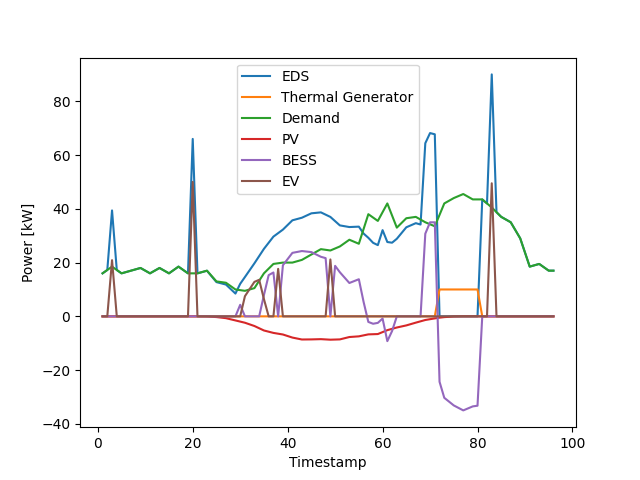 EDS
Thermal Generator
Demand
PV
BESS
EV
80
60
40
20
0
−20
−40
Power [kW]
0 20 40 60 80 100
Timestamp